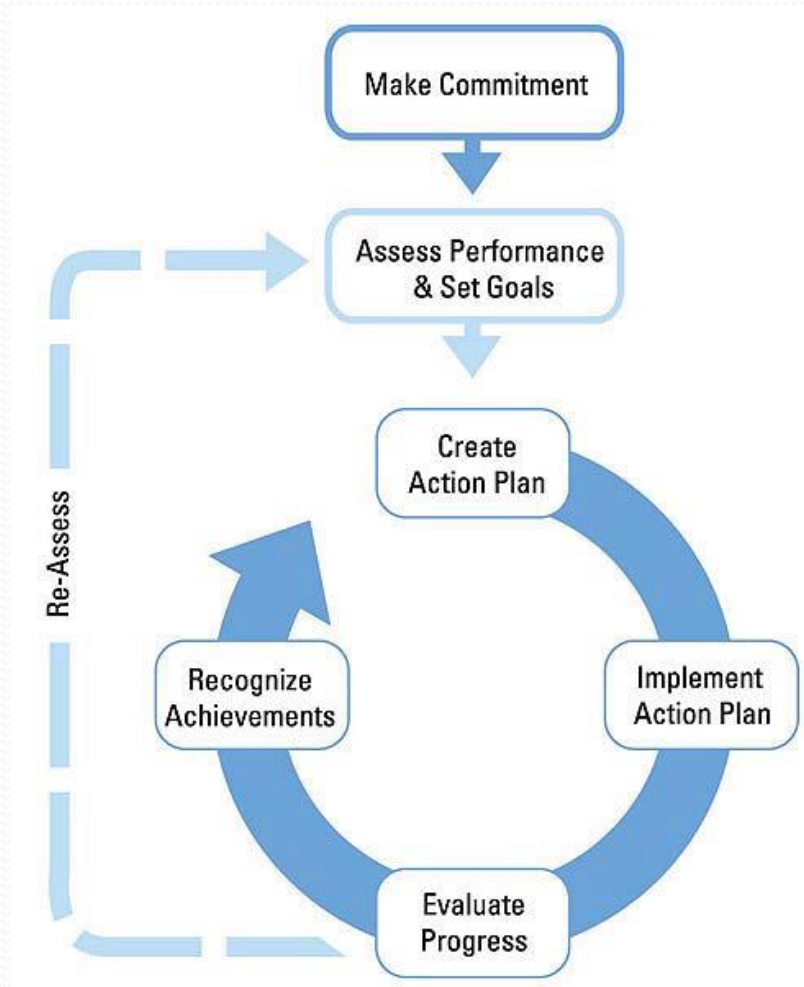 Make Commitment
Assess Performance
& Set Goals
Create
Action Plan
Re-Assess
Recognize
Achievements
Implement
Action Plan
Evaluate
Progress